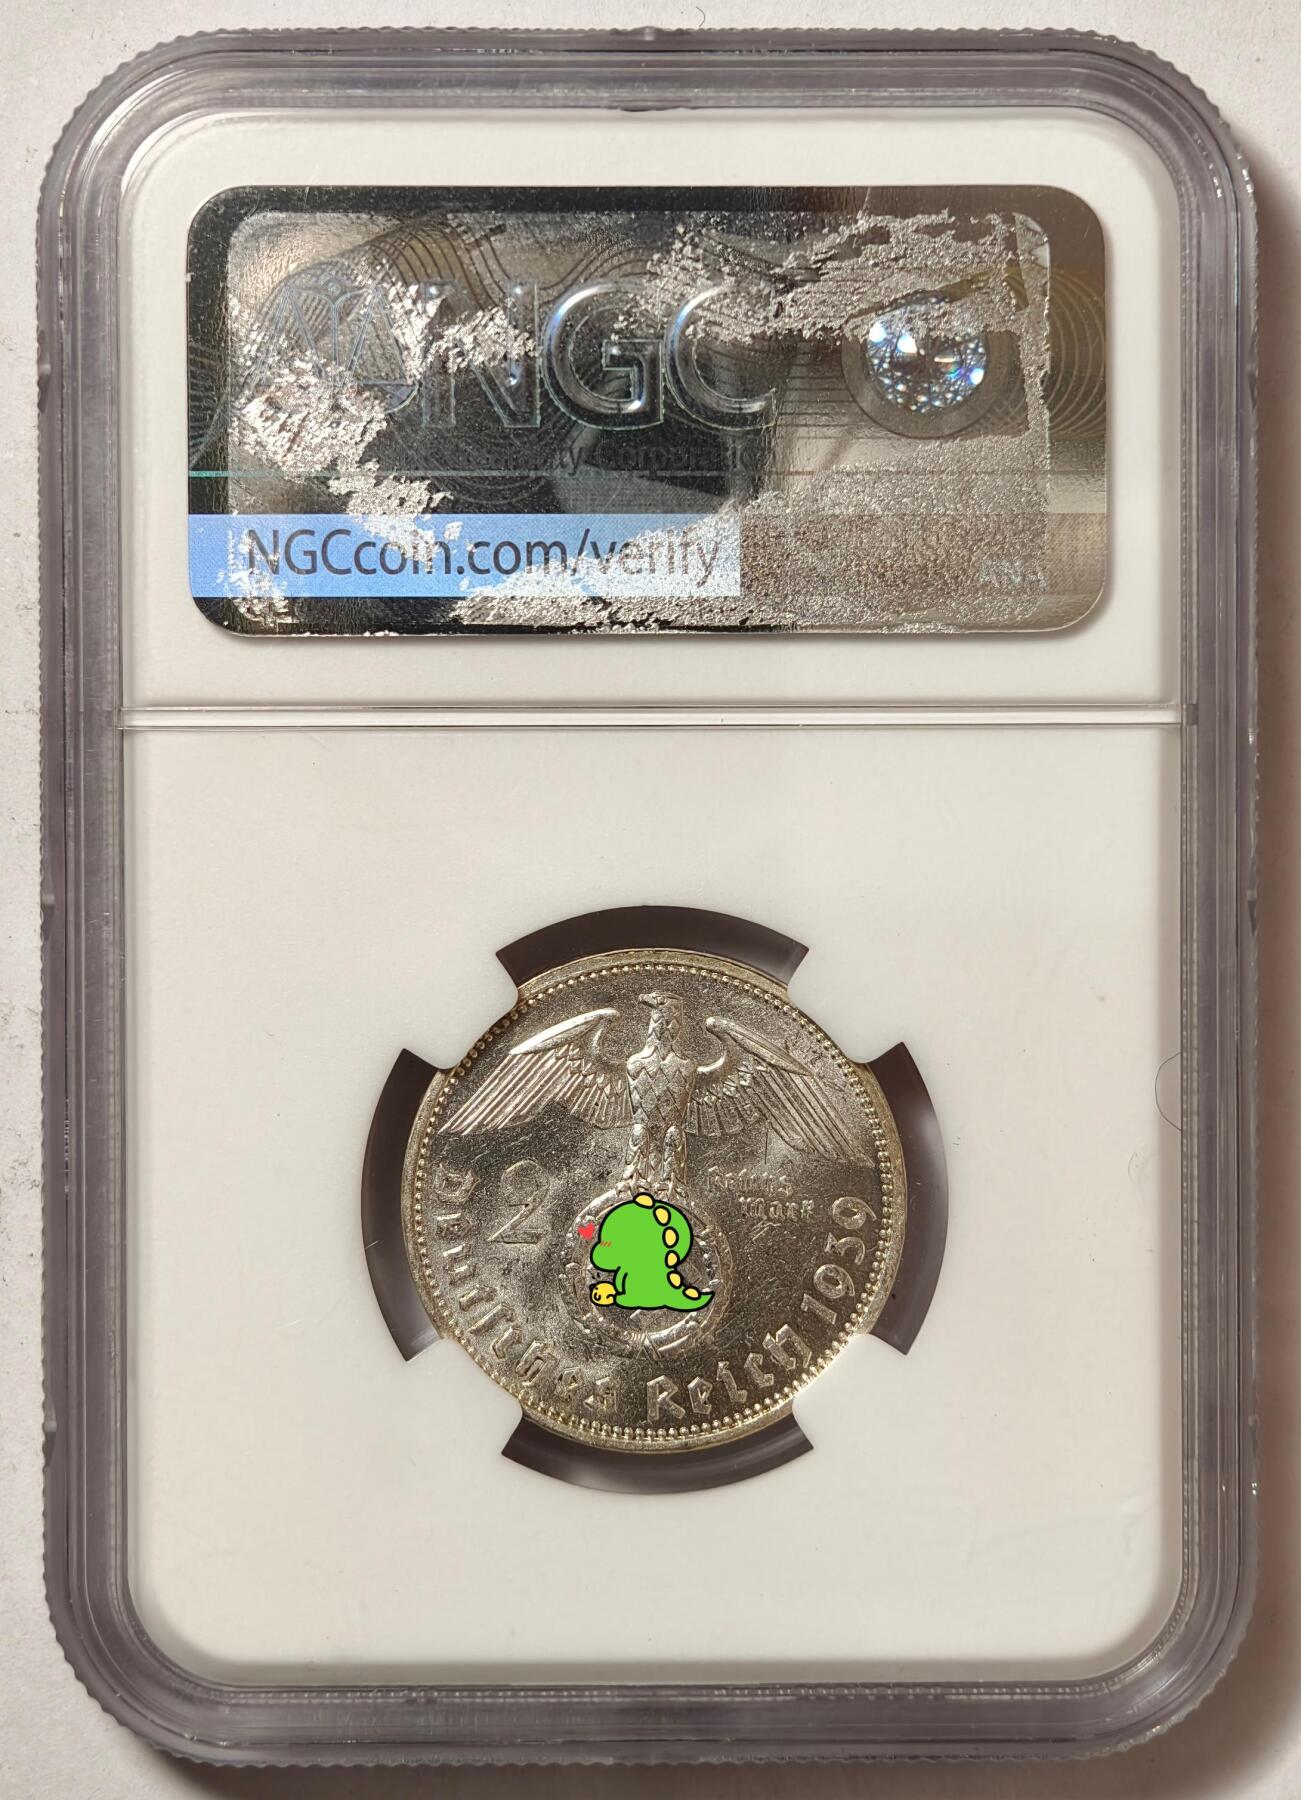 NGC
NGCcoin.com/verify
2
Reichs
mark
Deutsches Reich 1939